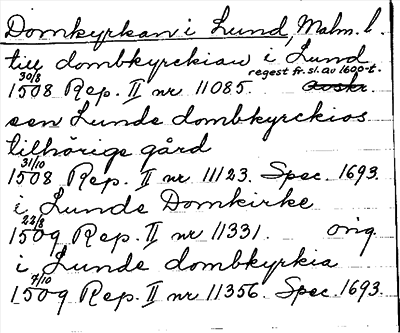 Domkyrkan i Lund, Malm. l.
till dombkyrckian i Lund
30/8 regest fr. sl. av 1600-t.
1508 Rep. II nr 11085. Avskr.
sen Lunde dombkyrckios
tilhörige gård
31/10
1508 Rep. II nr 11123. Spec. 1693.
i Lunde Domkirke
22/8
1509 Rep. II nr 11331. orig.
i Lunde dombkyrkia
7/10
1509 Rep. II nr 11356. Spec. 1693.